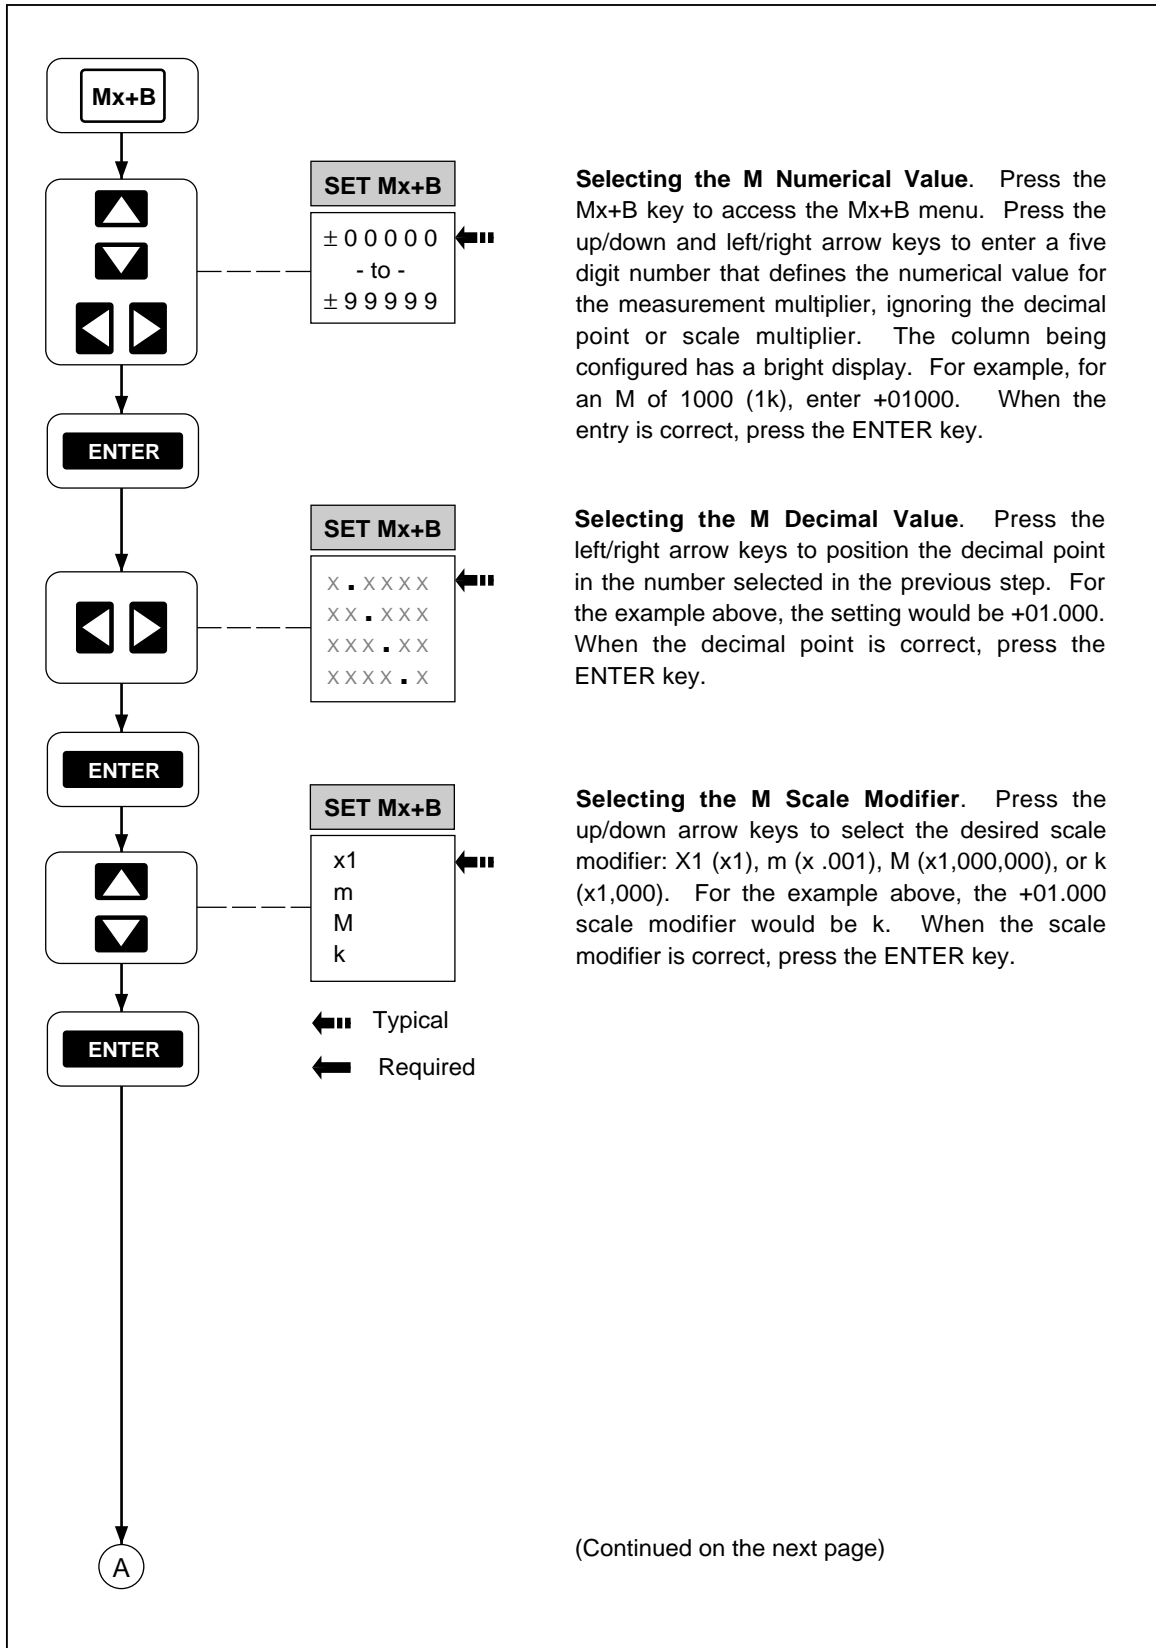 Mx+B
SET Mx+B
±00000
- to -
±99999
Selecting the M Numerical Value. Press the
Mx+B key to access the Mx+B menu. Press the
up/down and left/right arrow keys to enter a five
digit number that defines the numerical value for
the measurement multiplier, ignoring the decimal
point or scale multiplier. The column being
configured has a bright display. For example, for
an M of 1000 (1k), enter +01000. When the
entry is correct, press the ENTER key.
ENTER
SET Mx+B
x.xxxx
xx.xxx
xxx.xx
xxxx.x
Selecting the M Decimal Value. Press the
left/right arrow keys to position the decimal point
in the number selected in the previous step. For
the example above, the setting would be +01.000.
When the decimal point is correct, press the
ENTER key.
ENTER
SET Mx+B
x1
m
M
k
Selecting the M Scale Modifier. Press the
up/down arrow keys to select the desired scale
modifier: X1 (x1), m (x .001), M (x1,000,000), or k
(x1,000). For the example above, the +01.000
scale modifier would be k. When the scale
modifier is correct, press the ENTER key.
Typical
Required
ENTER
A
(Continued on the next page)